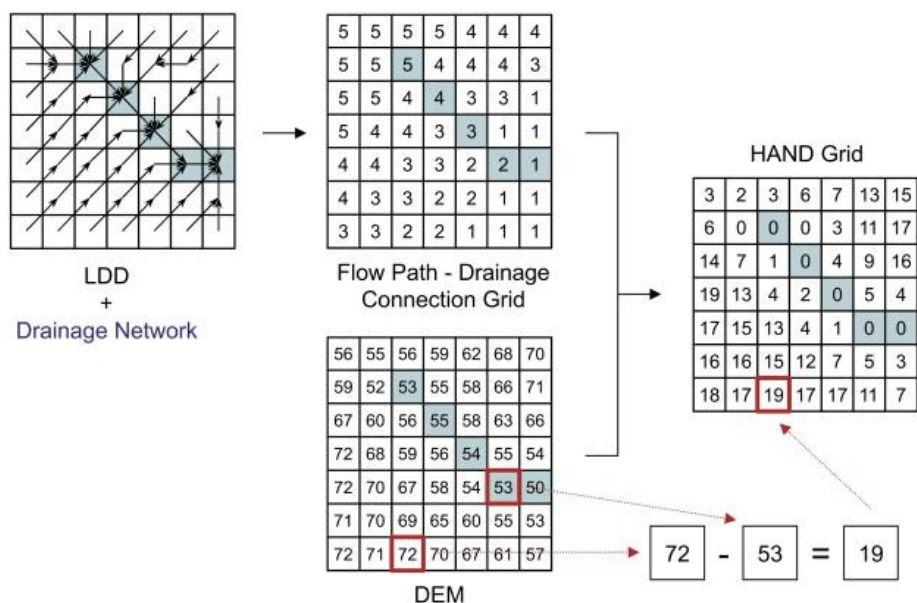 5 5 5 5 4 4 4
5 5 5 4 4 4 3
5 5 4 4 3 3 1
5 4 4 3 3 1 1
4 4 3 3 2 2 1
4 3 3 2 2 1 1
3 3 2 2 1 1 1
LDD
+
Drainage Network
Flow Path - Drainage
Connection Grid
HAND Grid
3 2 3 6 7 13 15
6 0 0 0 3 11 17
14 7 1 0 4 9 16
19 13 4 2 0 5 4
17 15 13 4 1 0 0
16 16 15 12 7 5 3
18 17 19 17 17 11 7
56 55 56 59 62 68 70
59 52 53 55 58 66 71
67 60 56 55 58 63 66
72 68 59 56 54 55 54
72 70 67 58 54 53 50
71 70 69 65 60 55 53
72 71 72 70 67 61 57
DEM
72 - 53 = 19